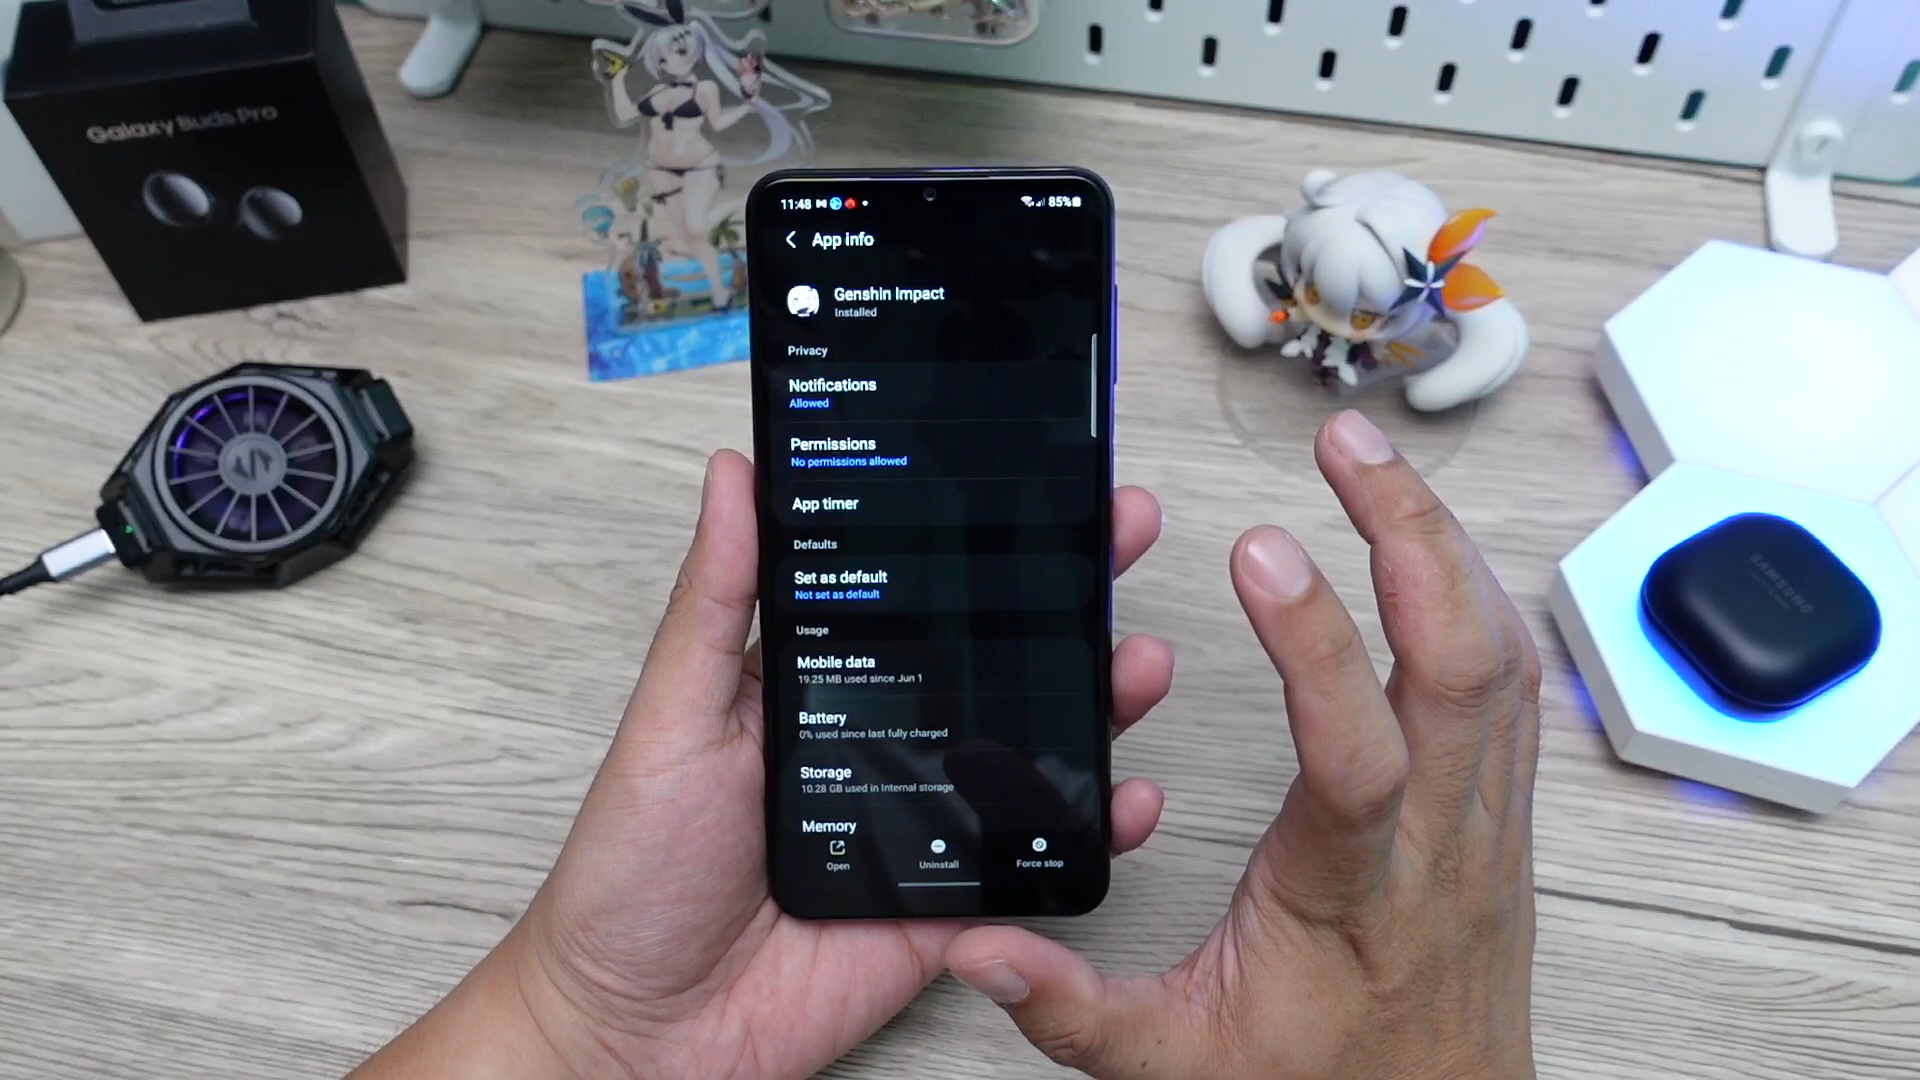 Galaxy Buds Pro
11:48
85%
App info
Genshin Impact
Installed
Privacy
Notifications
Allowed
Permissions
No permissions allowed
App timer
Defaults
Set as default
Not set as default
Usage
Mobile data
19.25 MB used since Jun 1
Battery
0% used since last fully charged
Storage
10.28 GB used in Internal storage
Memory
Open
Uninstall
Force stop
SAMSUNG